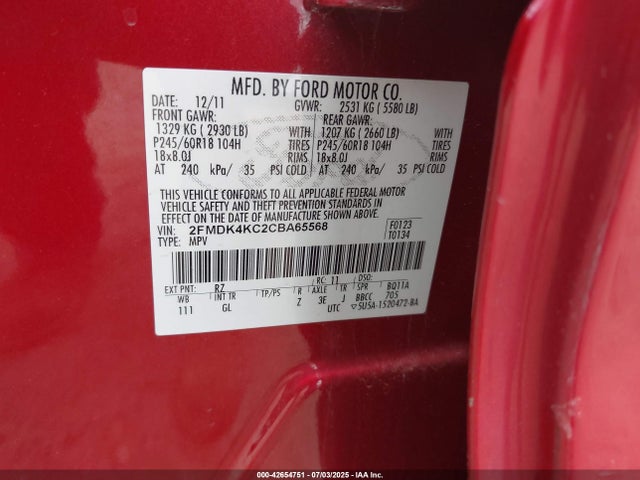 MFD. BY FORD MOTOR CO.
DATE: 12/11 GVWR: 2531 KG ( 5580 LB)
FRONT GAWR: REAR GAWR:
1329 KG ( 2930 LB) WITH 1207 KG ( 2660 LB) WITH
P245/60R18 104H TIRES P245/60R18 104H TIRES
18x8.0J RIMS 18x8.0J RIMS
AT 240 kPa/ 35 PSI COLD AT 240 kPa/ 35 PSI COLD
THIS VEHICLE CONFORMS TO ALL APPLICABLE FEDERAL MOTOR
VEHICLE SAFETY AND THEFT PREVENTION STANDARDS IN
EFFECT ON THE DATE OF MANUFACTURE SHOWN ABOVE.
VIN: 2FMDK4KC2CBA65568 F0123
TYPE: MPV T0134
EXT PNT: RZ RC: 11 DSO:
WB INT TR TP/PS R AXLE TR SPR BQ11A
111 GL Z 3E J BBCC 705
UTC ▽5U5A-1520472-BA
00-42654751 - 07/03/2025 - IAA Inc.